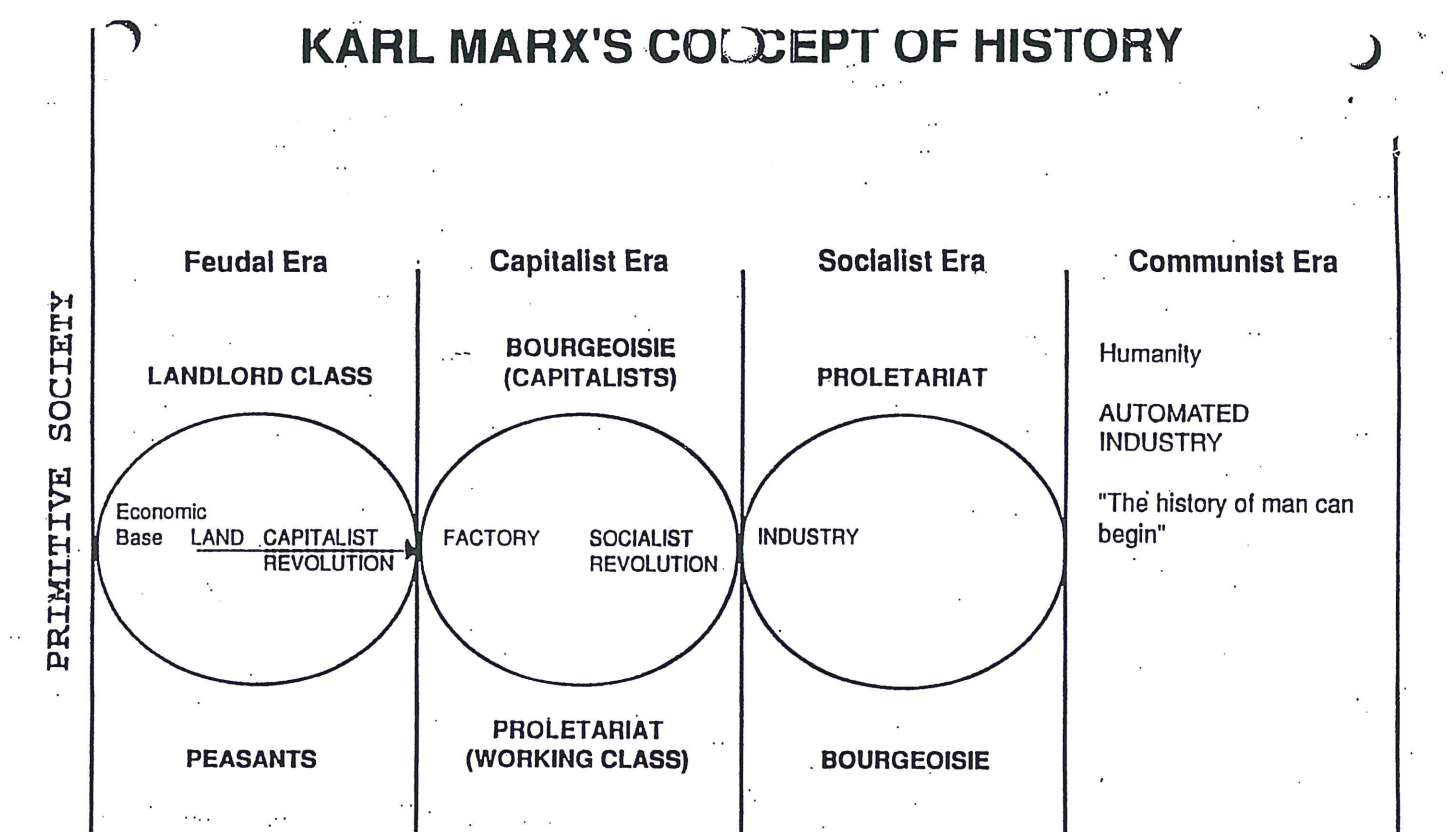 KARL MARX'S CONCEPT OF HISTORY
PRIMITIVE SOCIETY
Feudal Era
LANDLORD CLASS
Economic
Base LAND CAPITALIST
REVOLUTION
PEASANTS
Capitalist Era
BOURGEOISIE
(CAPITALISTS)
FACTORY SOCIALIST
REVOLUTION
PROLETARIAT
(WORKING CLASS)
Socialist Era
PROLETARIAT
INDUSTRY
BOURGEOISIE
Communist Era
Humanity
AUTOMATED
INDUSTRY
"The history of man can
begin"